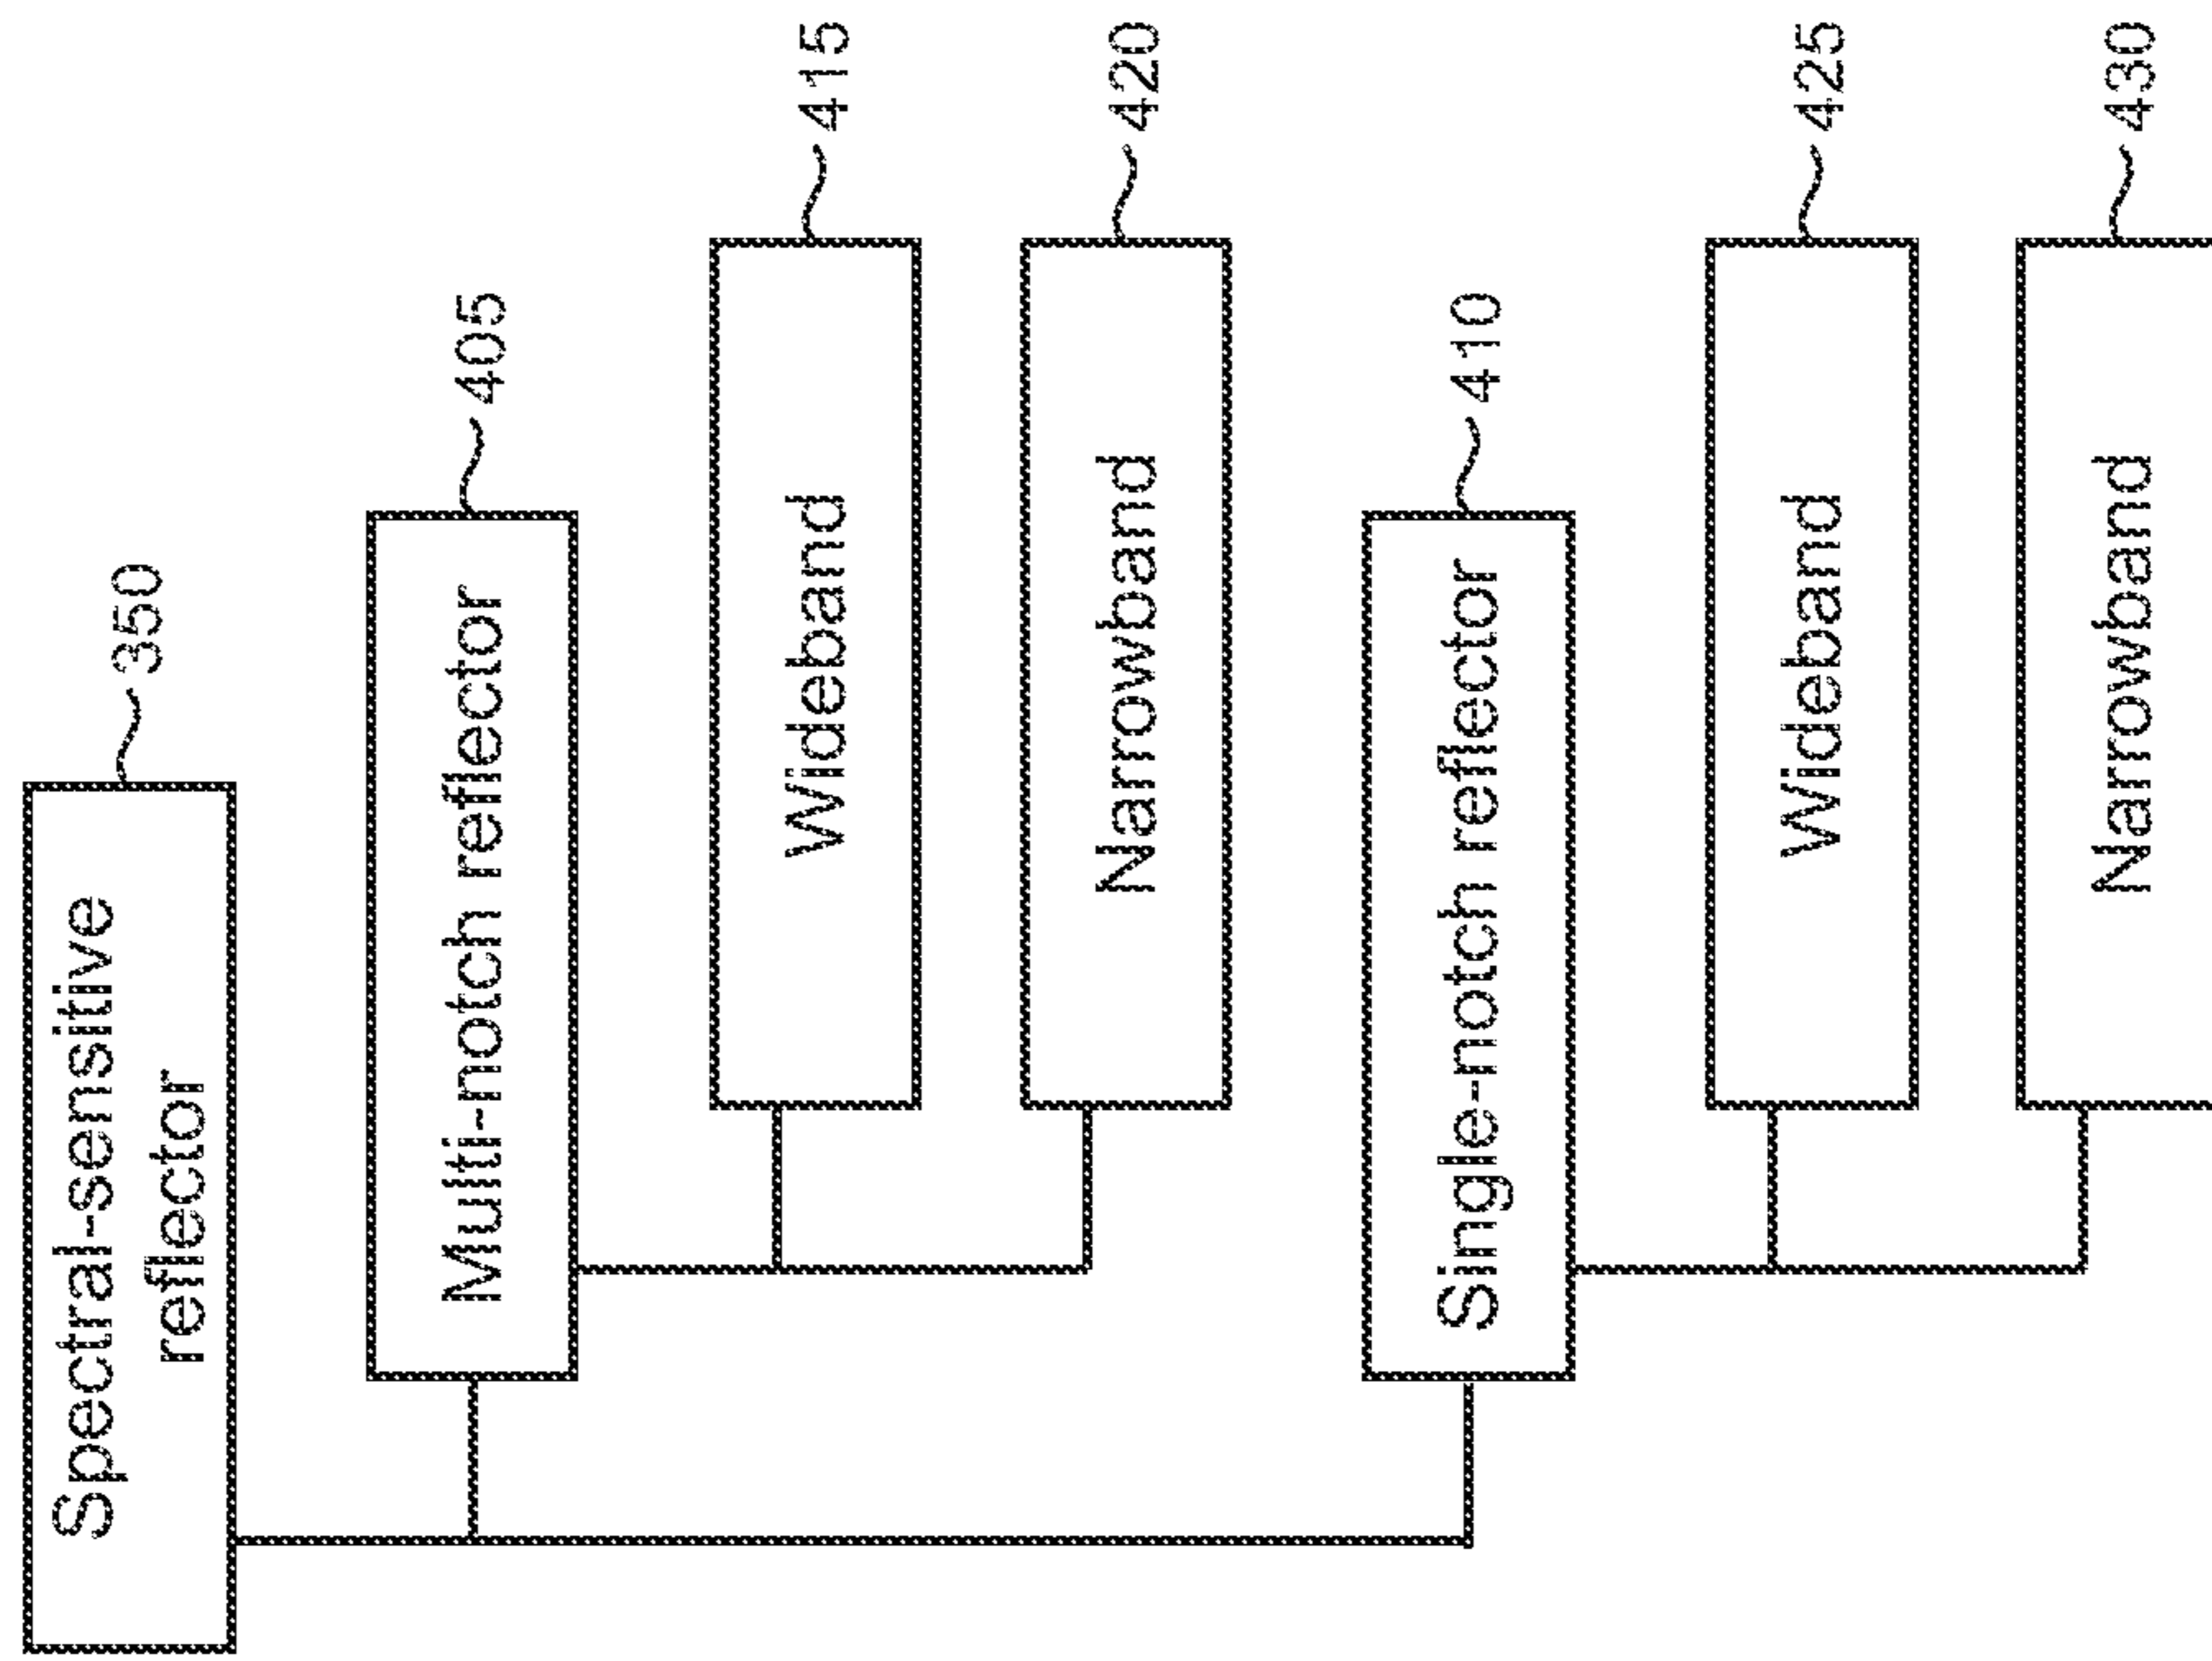 Spectral-sensitive
reflector
350
Multi-notch reflector
405
Wideband
415
Narrowband
420
Single-notch reflector
410
Wideband
425
Narrowband
430